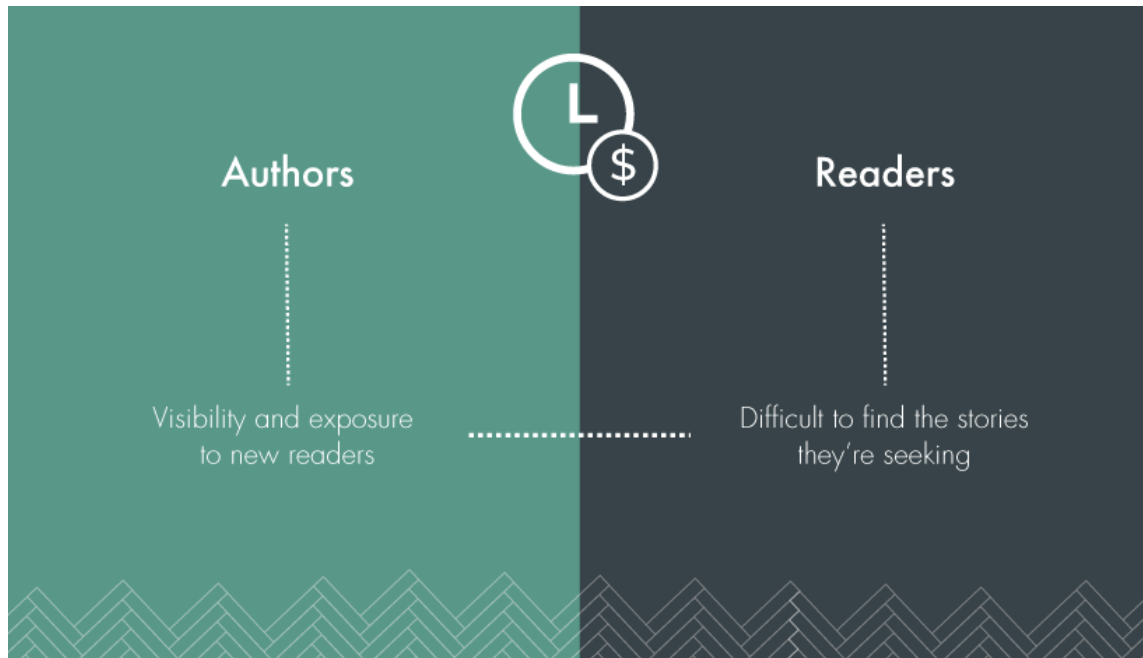 Authors
Visibility and exposure
to new readers
$
Readers
Difficult to find the stories
they’re seeking